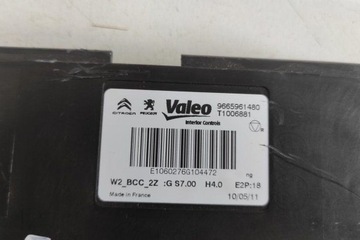 CITROËN PEUGEOT Valeo 9665961480
Interior Controls T1006881
E1060276G104472 ng
W2_BCC_2Z :G S7.00 H4.0 E2P:18
Made in France 10/05/11